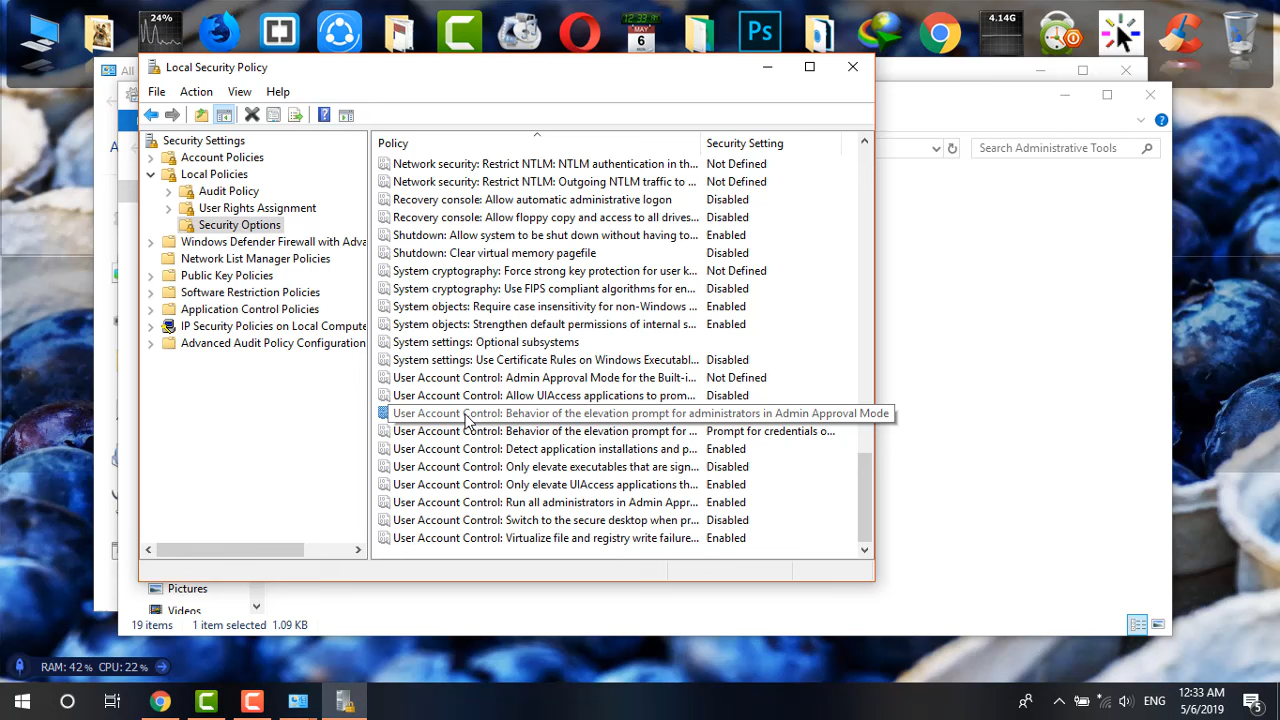 24%
12:33 PM
MAY
6
Ps
4.14G
All
Local Security Policy
File Action View Help
Search Administrative Tools
Security Settings
Account Policies
Local Policies
Audit Policy
User Rights Assignment
Security Options
Windows Defender Firewall with Adva
Network List Manager Policies
Public Key Policies
Software Restriction Policies
Application Control Policies
IP Security Policies on Local Compute
Advanced Audit Policy Configuration
Policy Security Setting
Network security: Restrict NTLM: NTLM authentication in th... Not Defined
Network security: Restrict NTLM: Outgoing NTLM traffic to ... Not Defined
Recovery console: Allow automatic administrative logon Disabled
Recovery console: Allow floppy copy and access to all drives... Disabled
Shutdown: Allow system to be shut down without having to... Enabled
Shutdown: Clear virtual memory pagefile Disabled
System cryptography: Force strong key protection for user k... Not Defined
System cryptography: Use FIPS compliant algorithms for en... Disabled
System objects: Require case insensitivity for non-Windows ... Enabled
System objects: Strengthen default permissions of internal s... Enabled
System settings: Optional subsystems
System settings: Use Certificate Rules on Windows Executabl... Disabled
User Account Control: Admin Approval Mode for the Built-i... Not Defined
User Account Control: Allow UIAccess applications to prom... Disabled
User Account Control: Behavior of the elevation prompt for administrators in Admin Approval Mode
User Account Control: Behavior of the elevation prompt for ... Prompt for credentials o...
User Account Control: Detect application installations and p... Enabled
User Account Control: Only elevate executables that are sign... Disabled
User Account Control: Only elevate UIAccess applications th... Enabled
User Account Control: Run all administrators in Admin Appr... Enabled
User Account Control: Switch to the secure desktop when pr... Disabled
User Account Control: Virtualize file and registry write failure... Enabled
Pictures
Videos
19 items 1 item selected 1.09 KB
RAM: 42% CPU: 22%
ENG
12:33 AM
5/6/2019
5